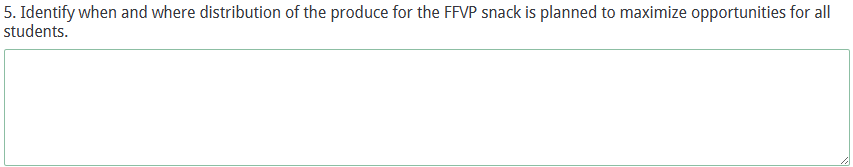 5. Identify when and where distribution of the produce for the FFVP snack is planned to maximize opportunities for all
students.